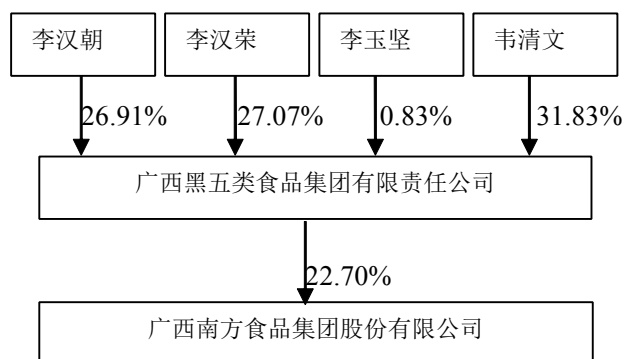 李汉朝 李汉荣 李玉坚 韦清文
26.91% 27.07% 0.83% 31.83%
广西黑五类食品集团有限责任公司
22.70%
广西南方食品集团股份有限公司